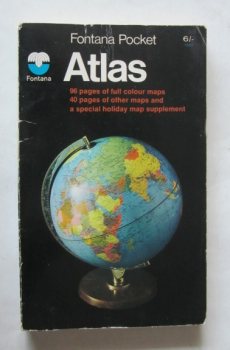 Fontana Pocket
6/-
Fontana
Atlas
96 pages of full colour maps
40 pages of other maps and
a special holiday map supplement